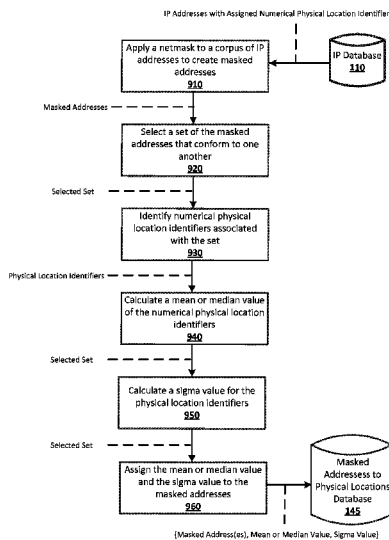 IP Addresses with Assigned Numerical Physical Location Identifier
Apply a netmask to a corpus of IP
addresses to create masked
addresses
910
IP Database
110
Masked Addresses
Select a set of the masked
addresses that conform to one
another
920
Selected Set
Identify numerical physical
location identifiers associated
with the set
930
Physical Location Identifiers
Calculate a mean or median value
of the numerical physical location
identifiers
940
Selected Set
Calculate a sigma value for the
physical location identifiers
950
Selected Set
Assign the mean or median value
and the sigma value to the
masked addresses
960
Masked
Addressess to
Physical Locations
Database
145
{Masked Address(es), Mean or Median Value, Sigma Value}